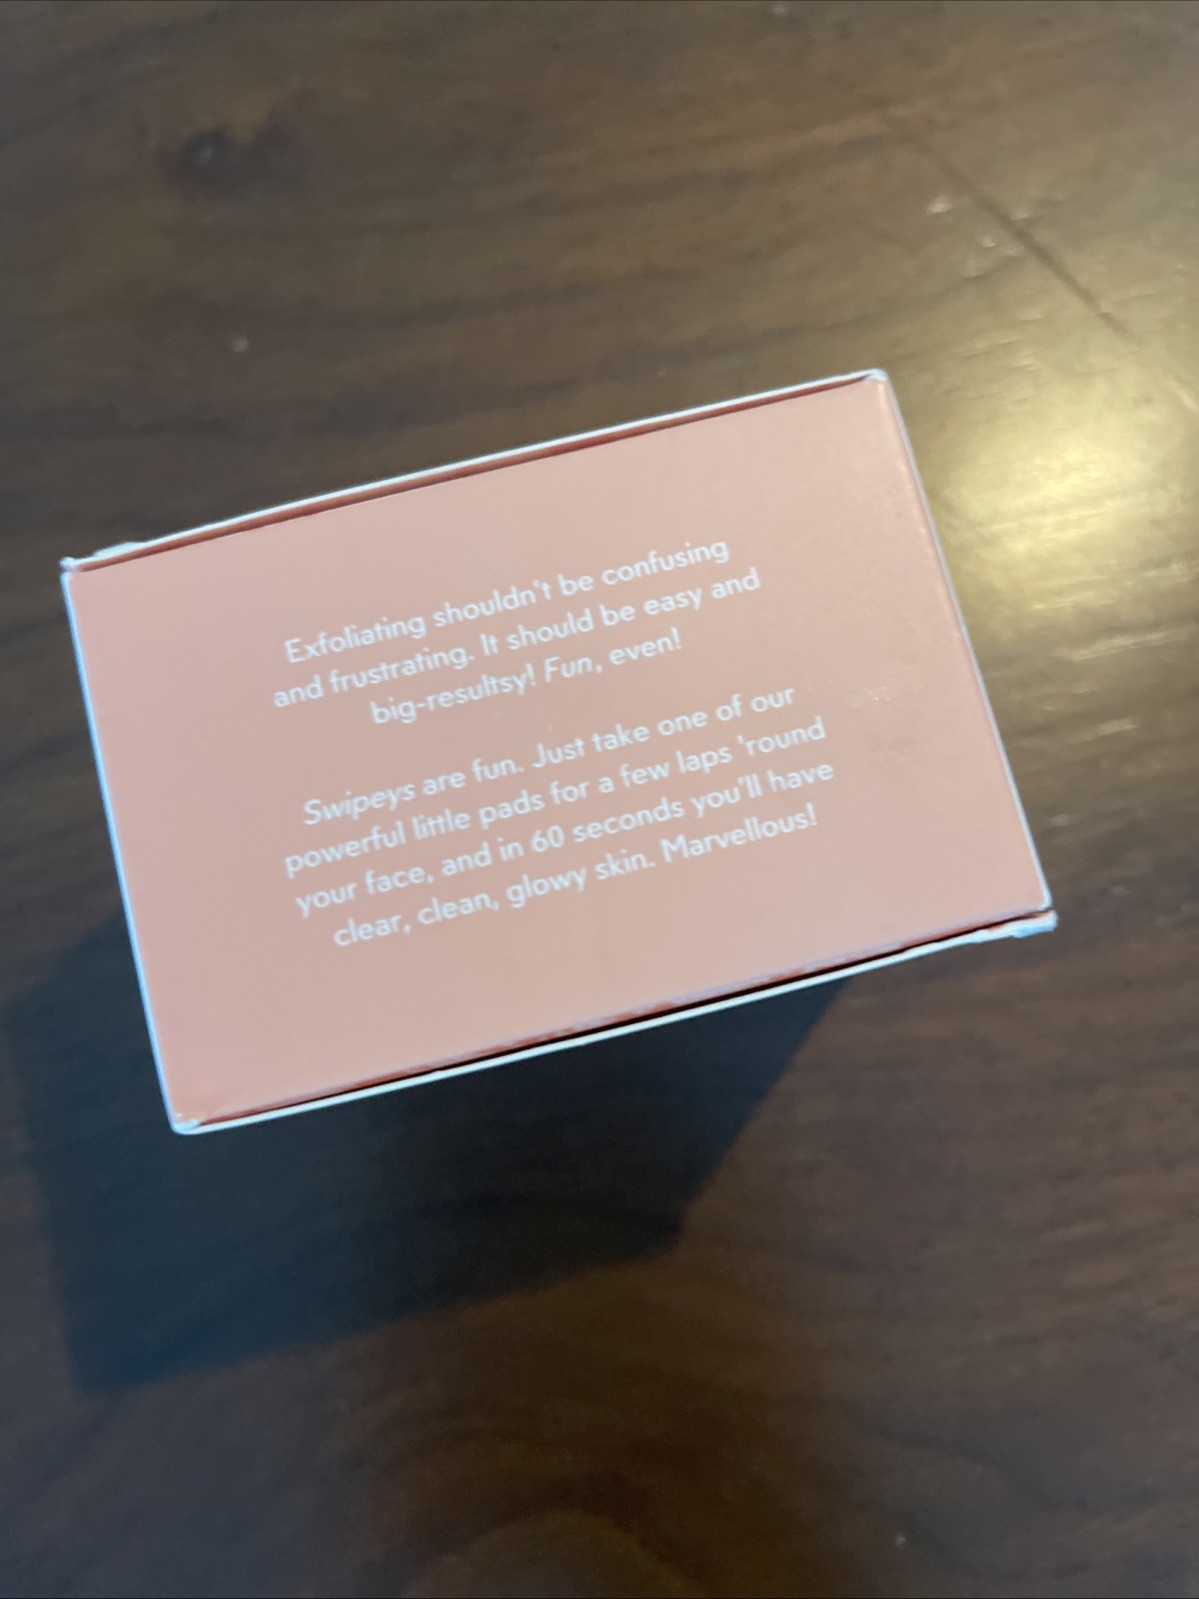 Exfoliating shouldn't be confusing
and frustrating. It should be easy and
big-resultsy! Fun, even!
Swipeys are fun. Just take one of our
powerful little pads for a few laps 'round
your face, and in 60 seconds you'll have
clear, clean, glowy skin. Marvellous!